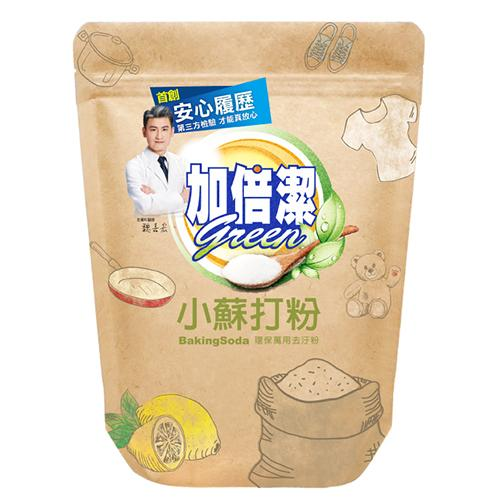 首創
安心履歷
第三方檢驗 才能真放心
加倍潔
green
小蘇打粉
BakingSoda 環保萬用去汙粉